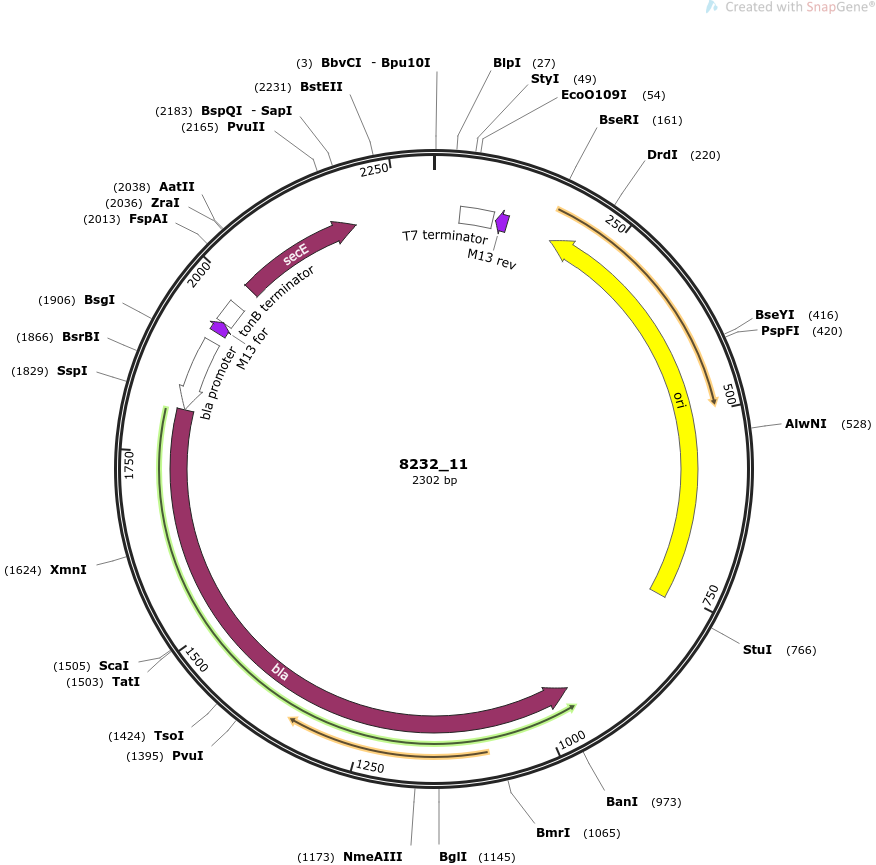 Created with SnapGene®
(3) BbvCI - Bpu10I
BlpI (27)
StyI (49)
EcoO109I (54)
BseRI (161)
DrdI (220)
BseYI (416)
PspFI (420)
AlwNI (528)
StuI (766)
BanI (973)
BmrI (1065)
BglI (1145)
(1173) NmeAIII
(1395) PvuI
(1424) TsoI
(1503) TatI
(1505) ScaI
(1624) XmnI
(1829) SspI
(1866) BsrBI
(1906) BsgI
(2013) FspAI
(2036) ZraI
(2038) AatII
(2165) PvuII
(2183) BspQI - SapI
(2231) BstEII
250
500
750
1000
1250
1500
1750
2000
2250
T7 terminator
M13 rev
ori
bla
bla promoter
M13 for
tonB terminator
secE
8232_11
2302 bp